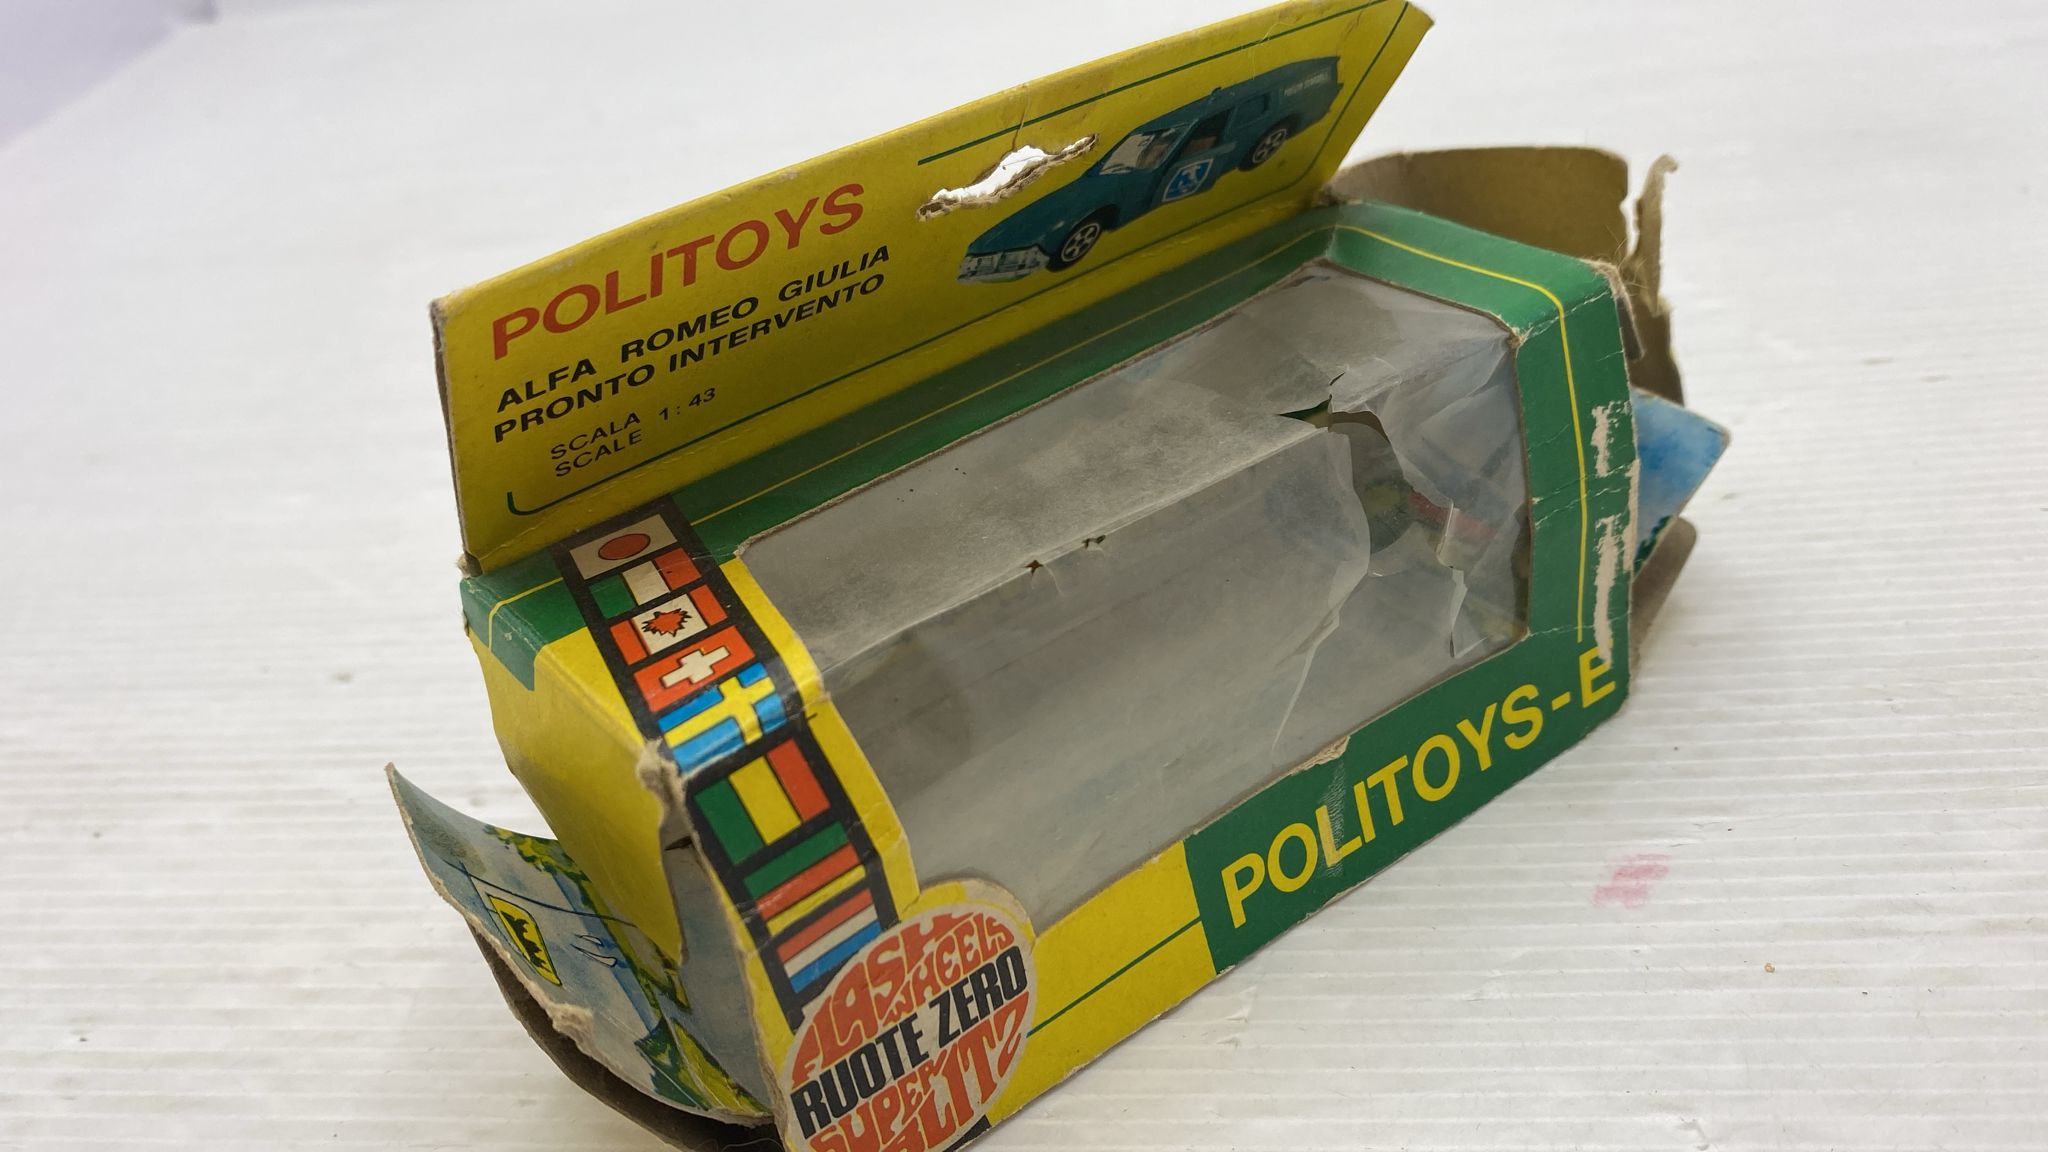 POLITOYS
ALFA ROMEO GIULIA
PRONTO INTERVENTO
SCALA 1:43
SCALE
POLITOYS-E
FLASH
WHEELS
RUOTE ZERO
SUPER
BLITZ